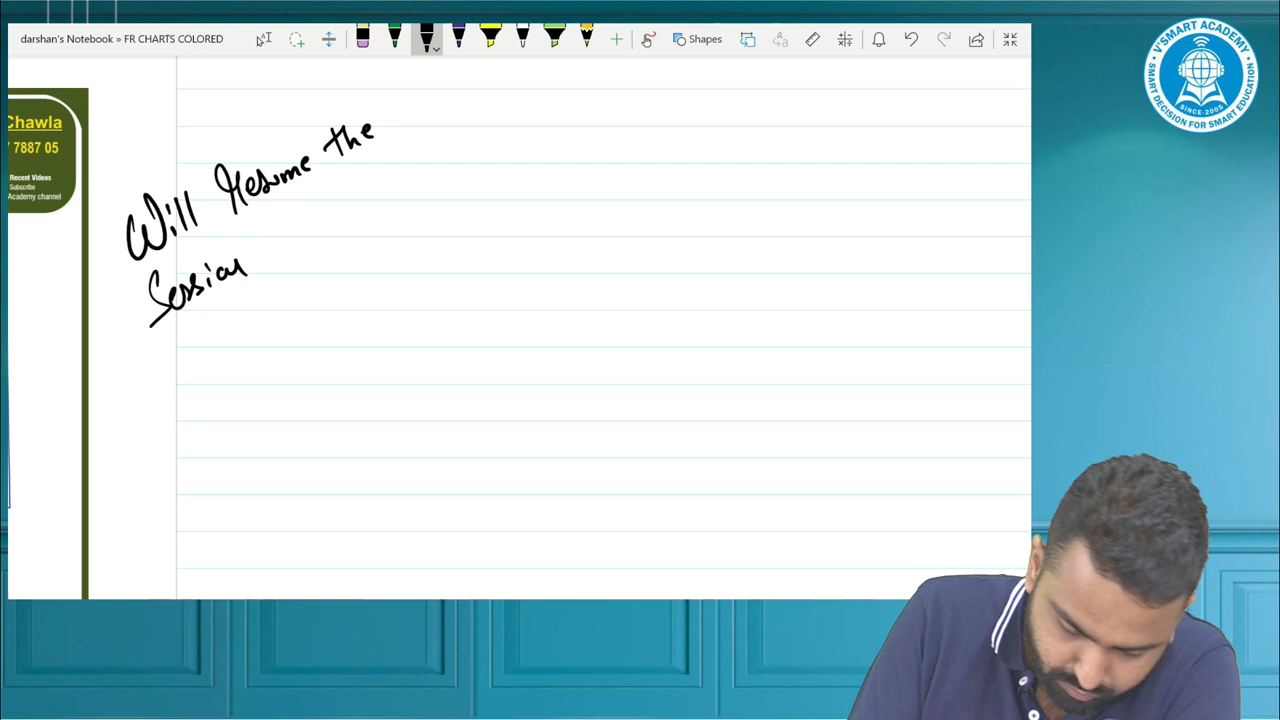 darshan's Notebook » FR CHARTS COLORED
Shapes
V'SMART ACADEMY
SMART DECISION FOR SMART EDUCATION
SINCE-2005
Chawla
7887 05
Recent Videos
Subscribe
Academy channel
Will Resume the
Session